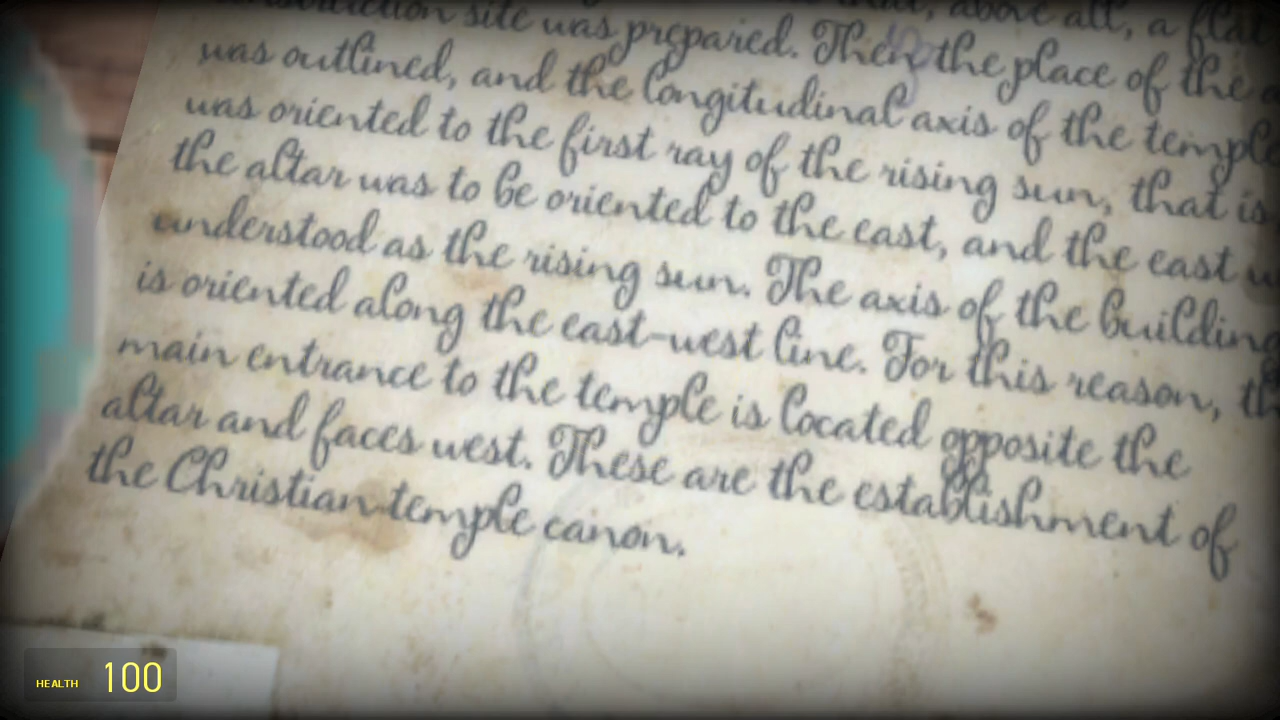 site was prepared. Then the place of the
was outlined, and the longitudinal axis of the temple
was oriented to the first ray of the rising sun, that is
the altar was to be oriented to the east, and the east
understood as the rising sun. The axis of the building
is oriented along the east-west line. For this reason,
main entrance to the temple is located opposite the
altar and faces west. These are the establishment of
the Christian temple canon.
HEALTH 100